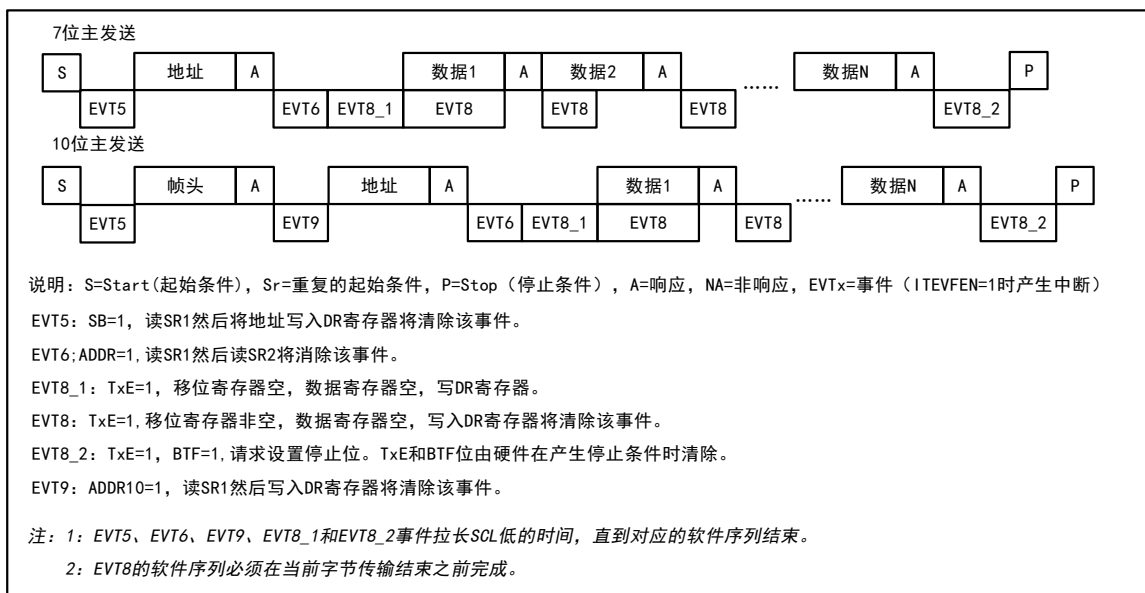 7位主发送
S 地址 A 数据1 A 数据2 A …… 数据N A P
EVT5 EVT6 EVT8_1 EVT8 EVT8 EVT8 EVT8_2
10位主发送
S 帧头 A 地址 A 数据1 A …… 数据N A P
EVT5 EVT9 EVT6 EVT8_1 EVT8 EVT8 EVT8_2
说明：S=Start(起始条件)，Sr=重复的起始条件，P=Stop（停止条件），A=响应，NA=非响应，EVTx=事件（ITEVFEN=1时产生中断）
EVT5：SB=1，读SR1然后将地址写入DR寄存器将清除该事件。
EVT6;ADDR=1,读SR1然后读SR2将消除该事件。
EVT8_1：TxE=1，移位寄存器空，数据寄存器空，写DR寄存器。
EVT8：TxE=1,移位寄存器非空，数据寄存器空，写入DR寄存器将清除该事件。
EVT8_2：TxE=1，BTF=1,请求设置停止位。TxE和BTF位由硬件在产生停止条件时清除。
EVT9：ADDR10=1，读SR1然后写入DR寄存器将清除该事件。
注：1：EVT5、EVT6、EVT9、EVT8_1和EVT8_2事件拉长SCL低的时间，直到对应的软件序列结束。
2：EVT8的软件序列必须在当前字节传输结束之前完成。